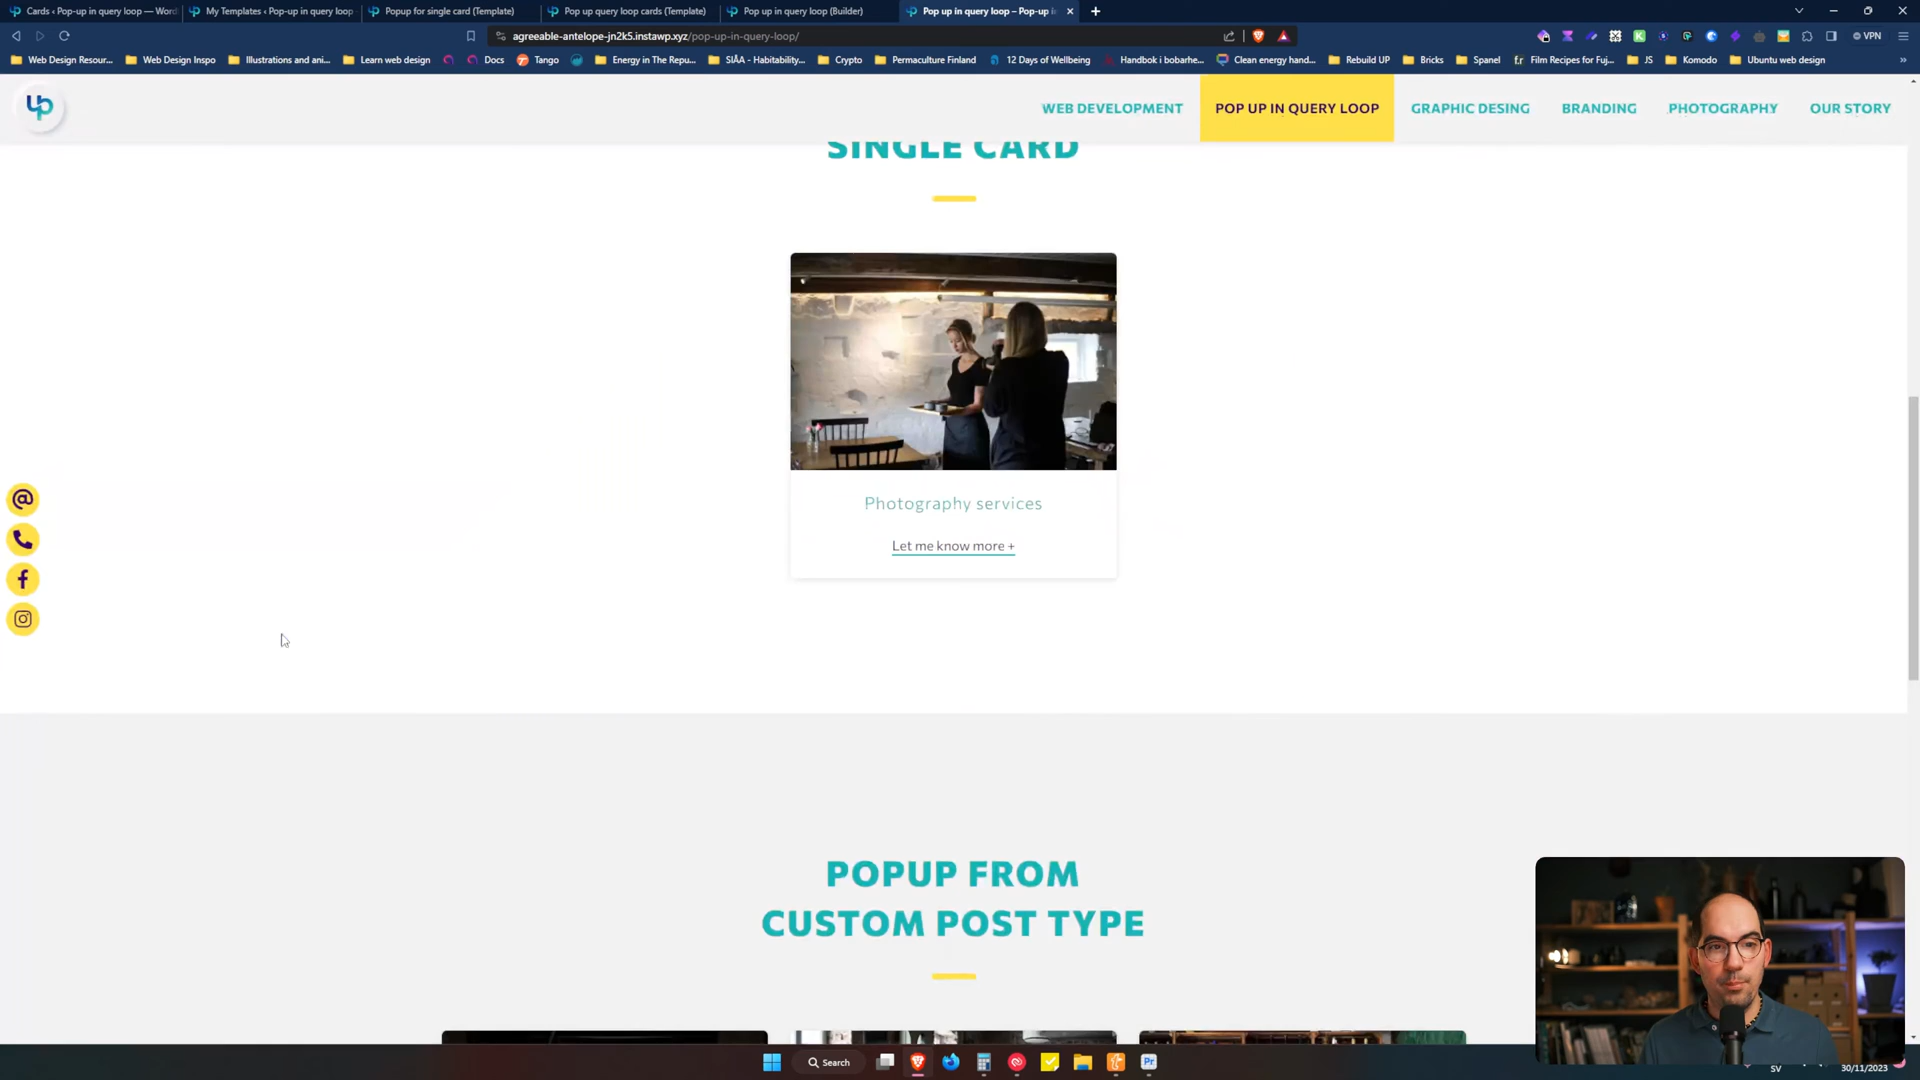 Cards ‹ Pop-up in query loop — Word
My Templates ‹ Pop-up in query loop
Popup for single card (Template)
Pop up query loop cards (Template)
Pop up in query loop (Builder)
Pop up in query loop – Pop-up i
agreeable-antelope-jn2k5.instawp.xyz/pop-up-in-query-loop/
VPN
Web Design Resour...
Web Design Inspo
Illustrations and ani...
Learn web design
Docs
Tango
Energy in The Repu...
SIÅA - Habitability...
Crypto
Permaculture Finland
12 Days of Wellbeing
Handbok i bobarhe...
Clean energy hand...
Rebuild UP
Bricks
Spanel
Film Recipes for Fuj...
JS
Komodo
Ubuntu web design
up
WEB DEVELOPMENT
POP UP IN QUERY LOOP
GRAPHIC DESING
BRANDING
PHOTOGRAPHY
OUR STORY
SINGLE CARD
Photography services
Let me know more +
POPUP FROM
CUSTOM POST TYPE
Search
Pr
SV
30/11/2023